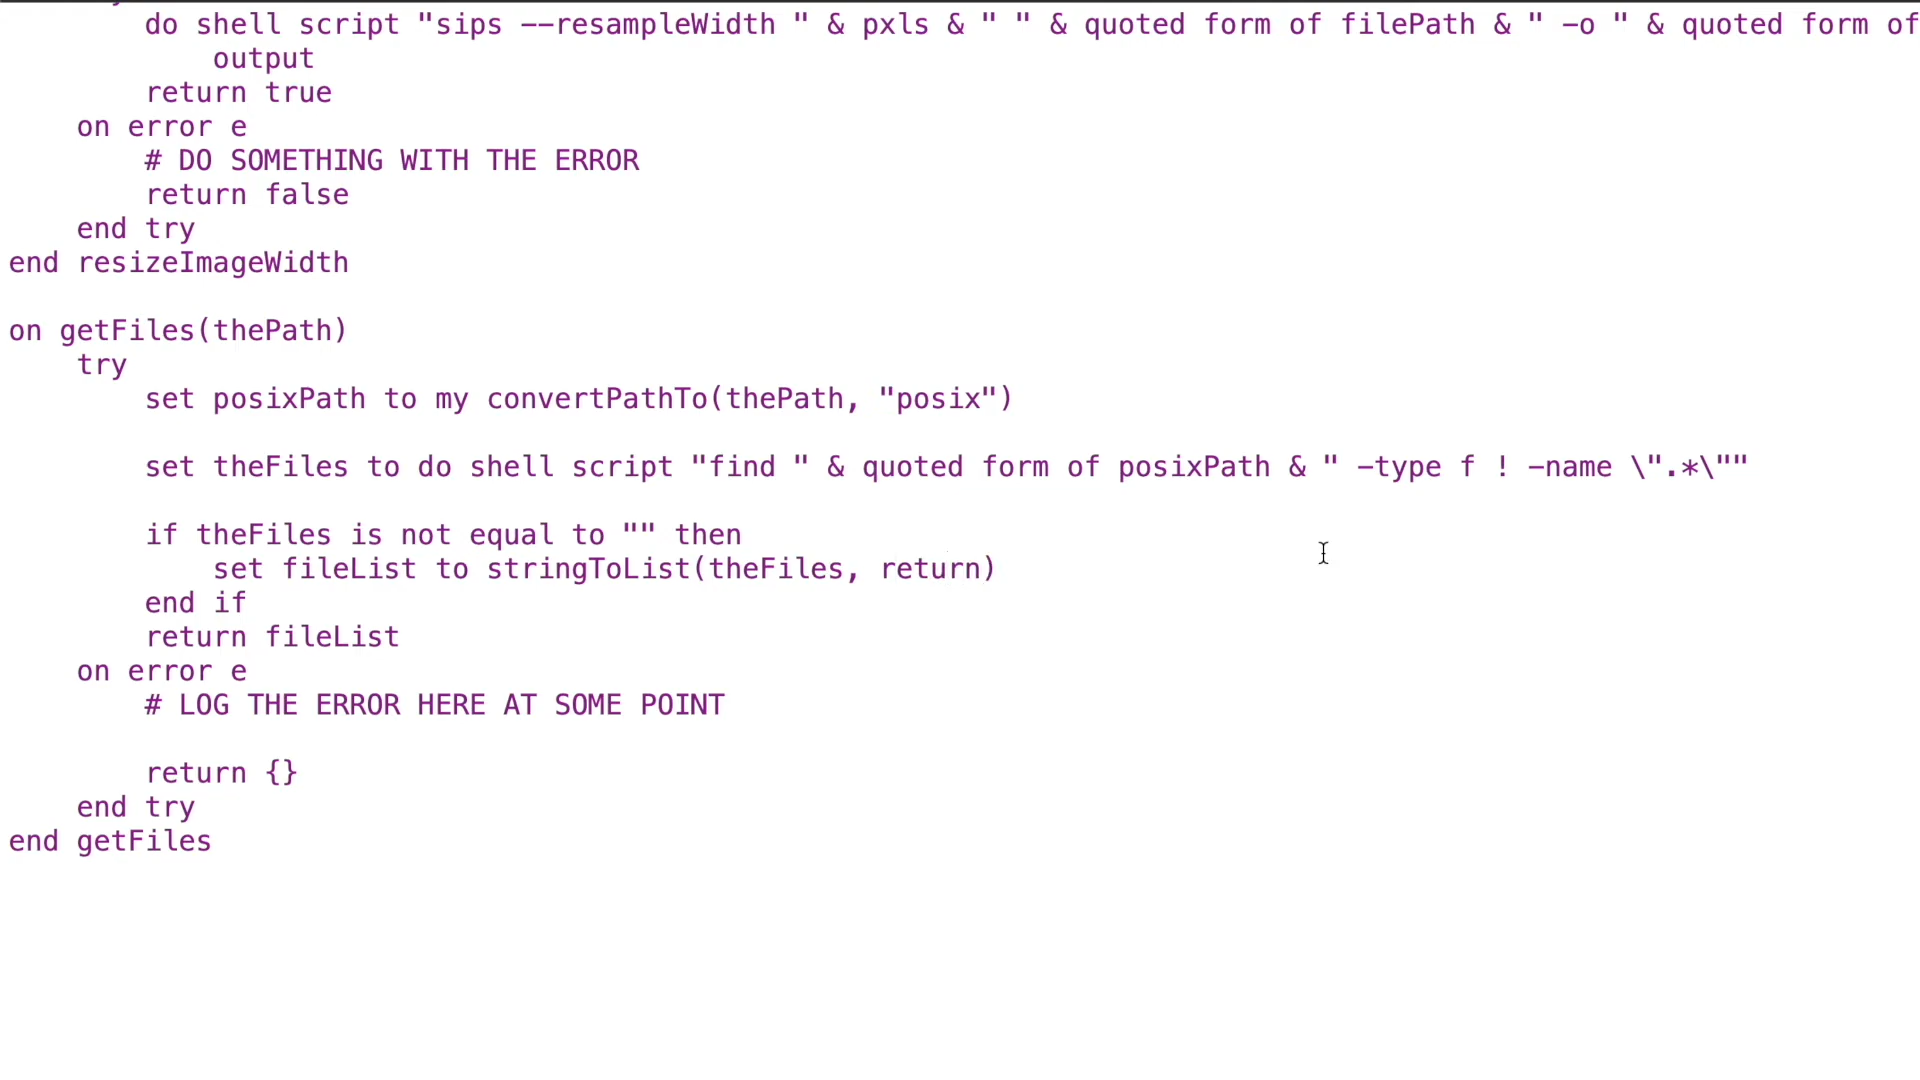 do shell script "sips --resampleWidth " & pxls & " " & quoted form of filePath & " -o " & quoted form of
output
return true
on error e
# DO SOMETHING WITH THE ERROR
return false
end try
end resizeImageWidth
on getFiles(thePath)
try
set posixPath to my convertPathTo(thePath, "posix")
set theFiles to do shell script "find " & quoted form of posixPath & " -type f ! -name \".*\""
if theFiles is not equal to "" then
set fileList to stringToList(theFiles, return)
end if
return fileList
on error e
# LOG THE ERROR HERE AT SOME POINT
return {}
end try
end getFiles